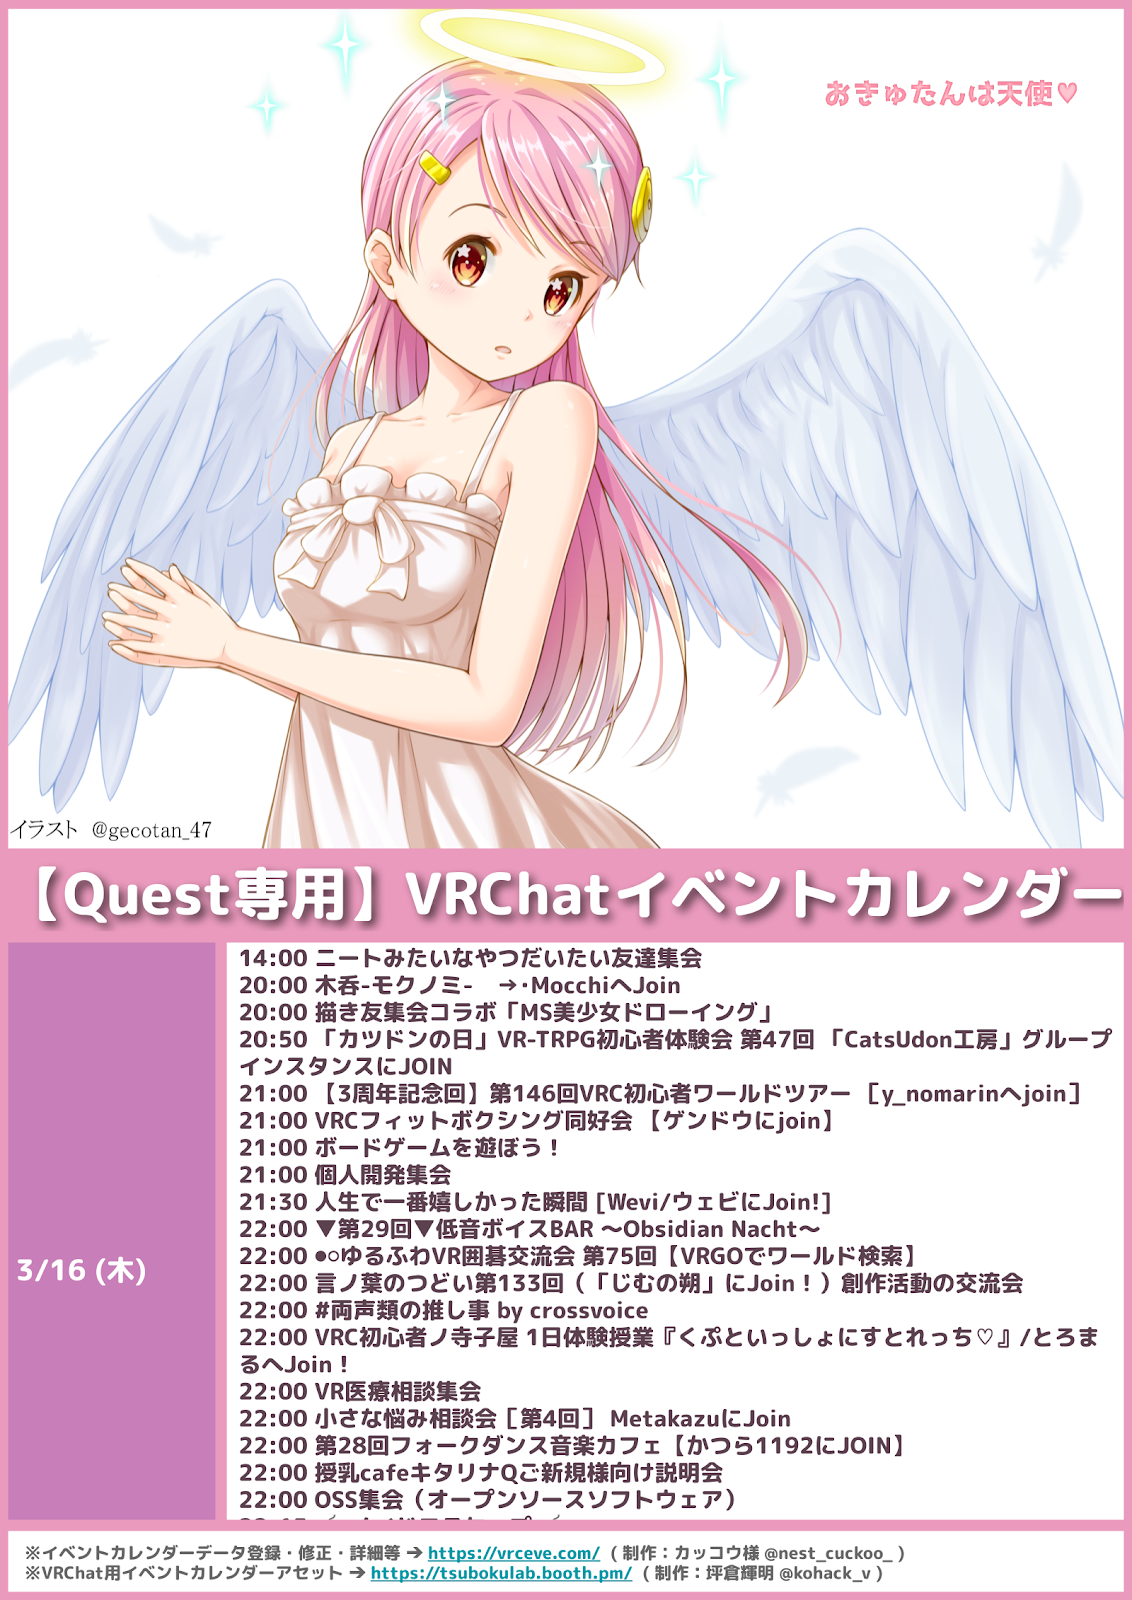 おきゅたんは天使♥
イラスト @gecotan_47
【Quest専用】VRChatイベントカレンダー
3/16 (木)
14:00 ニートみたいなやつだいたい友達集会
20:00 木呑-モクノミ-　→･MocchiへJoin
20:00 描き友集会コラボ「MS美少女ドローイング」
20:50 「カツドンの日」VR-TRPG初心者体験会 第47回 「CatsUdon工房」グループ
インスタンスにJOIN
21:00 【3周年記念回】第146回VRC初心者ワールドツアー ［y_nomarinへjoin］
21:00 VRCフィットボクシング同好会 【ゲンドウにjoin】
21:00 ボードゲームを遊ぼう！
21:00 個人開発集会
21:30 人生で一番嬉しかった瞬間 [Wevi/ウェビにJoin!]
22:00 ▼第29回▼低音ボイスBAR ～Obsidian Nacht～
22:00 ●○ゆるふわVR囲碁交流会 第75回【VRGOでワールド検索】
22:00 言ノ葉のつどい第133回（「じむの朔」にJoin！）創作活動の交流会
22:00 #両声類の推し事 by crossvoice
22:00 VRC初心者ノ寺子屋 1日体験授業『くぷといっしょにすとれっち♡』/とろま
るへJoin！
22:00 VR医療相談集会
22:00 小さな悩み相談会［第4回］ MetakazuにJoin
22:00 第28回フォークダンス音楽カフェ【かつら1192にJOIN】
22:00 授乳cafeキタリナQご新規様向け説明会
22:00 OSS集会（オープンソースソフトウェア）
※イベントカレンダーデータ登録・修正・詳細等 ➔ https://vrceve.com/ （制作：カッコウ様 @nest_cuckoo_）
※VRChat用イベントカレンダーアセット ➔ https://tsubokulab.booth.pm/ （制作：坪倉輝明 @kohack_v）